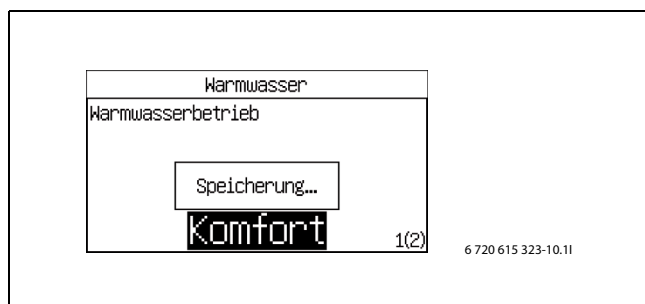 Warmwasser
Warmwasserbetrieb
Speicherung...
Komfort
1(2)
6 720 615 323-10.1I